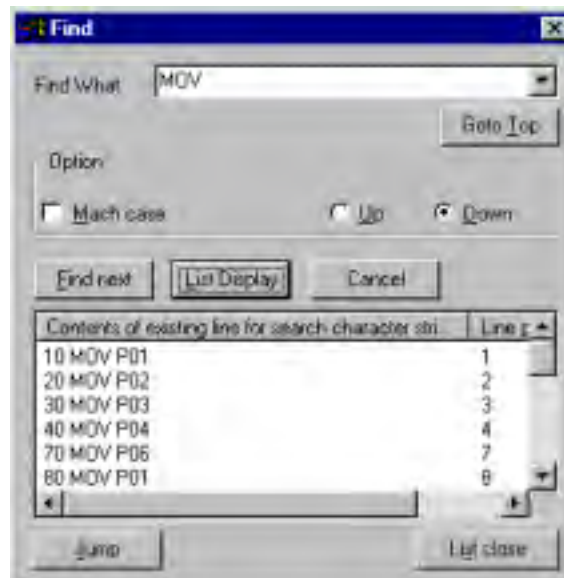 Find
Find What MOV
Goto Top
Option
Mach case Up Down
Find next List Display Cancel
Contents of existing line for search character stri Line p
10 MOV P01 1
20 MOV P02 2
30 MOV P03 3
40 MOV P04 4
70 MOV P06 7
80 MOV P01 8
Jump List close